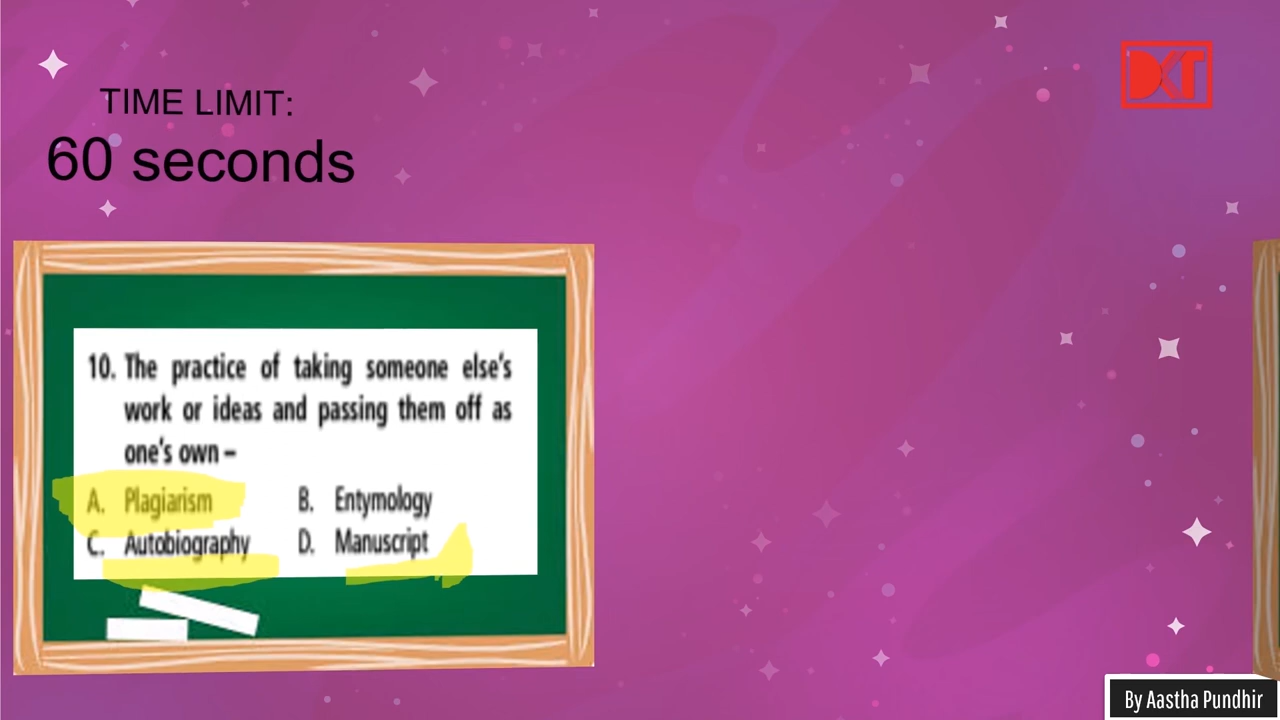 TIME LIMIT:
60 seconds
DKT
10. The practice of taking someone else's
work or ideas and passing them off as
one's own –
A. Plagiarism B. Entymology
C. Autobiography D. Manuscript
By Aastha Pundhir